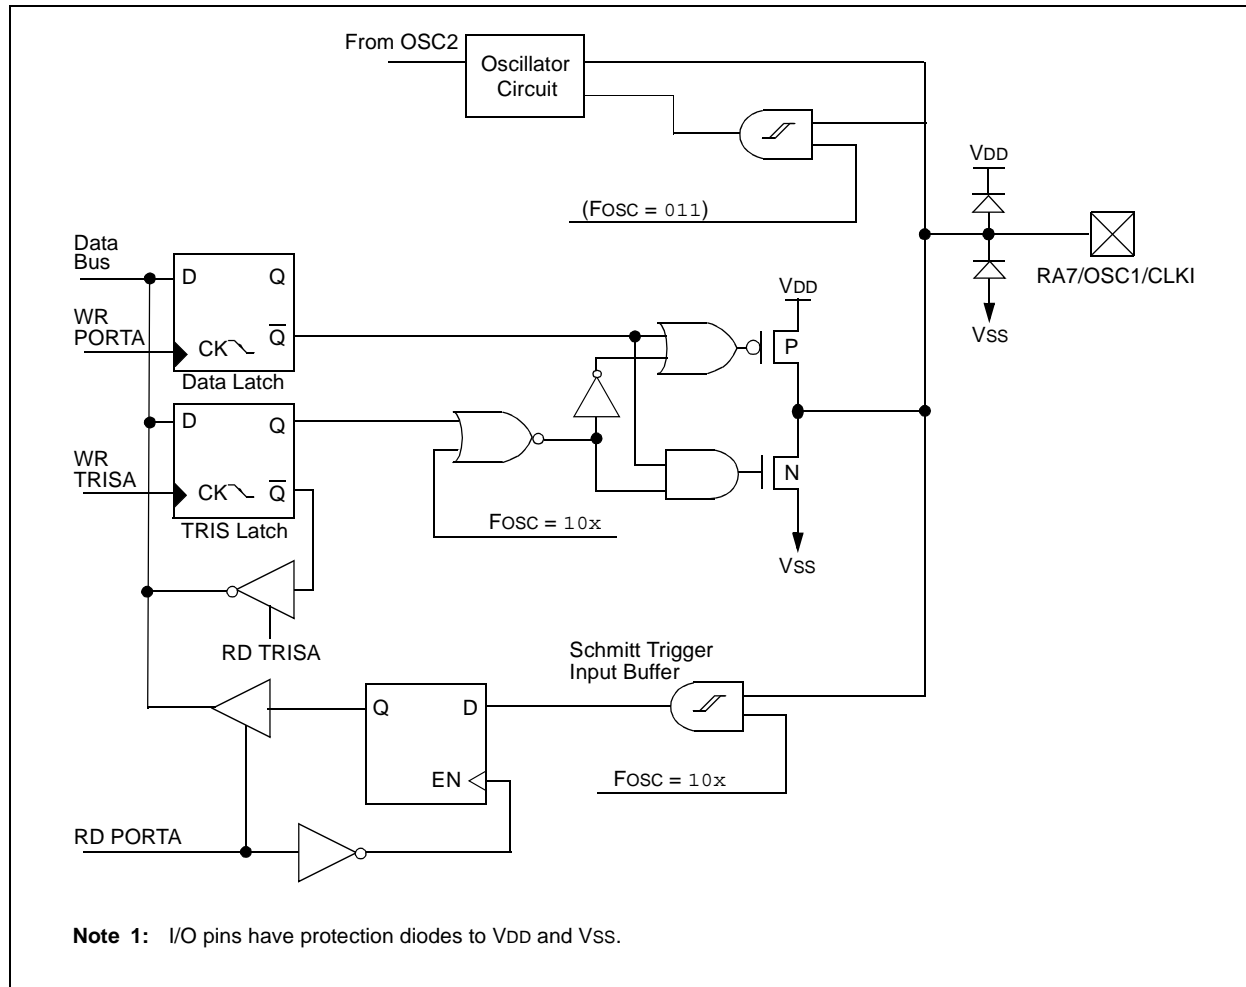 From OSC2
Oscillator
Circuit
(FOSC = 011)
VDD
RA7/OSC1/CLKI
VSS
Data
Bus
D
Q
WR
PORTA
CK
Q
Data Latch
VDD
P
D
Q
WR
TRISA
CK
Q
TRIS Latch
FOSC = 10x
N
VSS
RD TRISA
Schmitt Trigger
Input Buffer
Q
D
EN
FOSC = 10x
RD PORTA
Note 1: I/O pins have protection diodes to VDD and VSS.